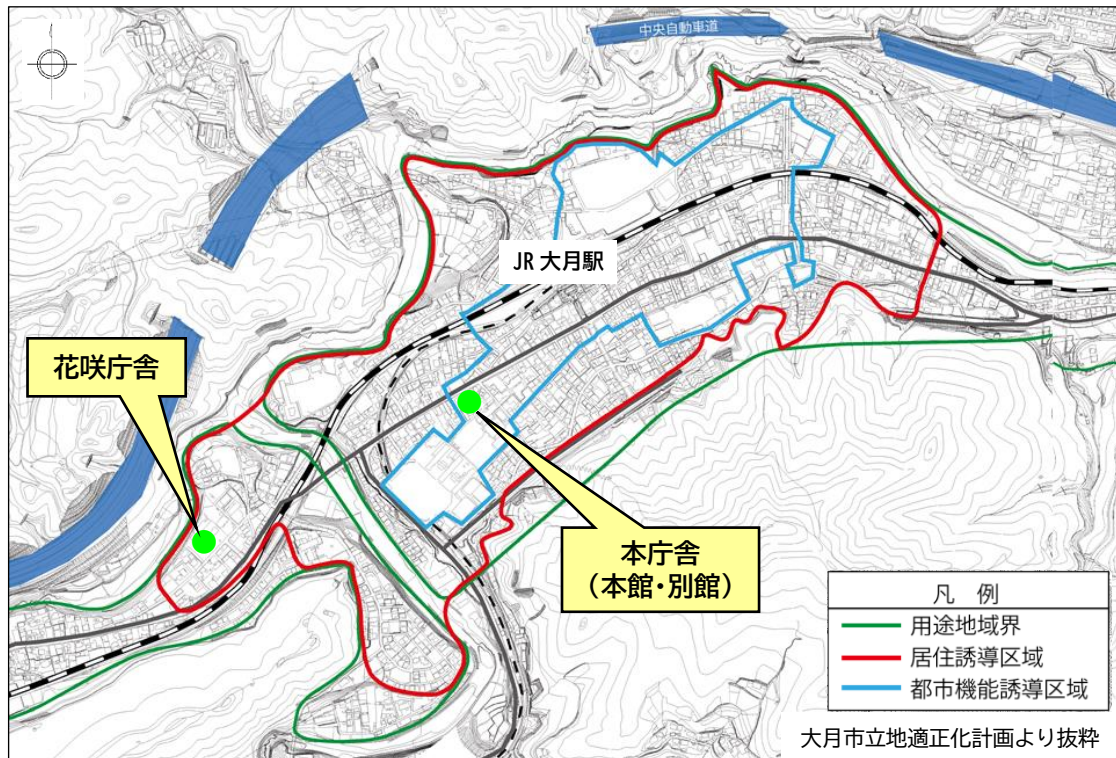 中央自動車道
JR 大月駅
花咲庁舎
本庁舎
（本館・別館）
凡 例
用途地域界
居住誘導区域
都市機能誘導区域
大月市立地適正化計画より抜粋